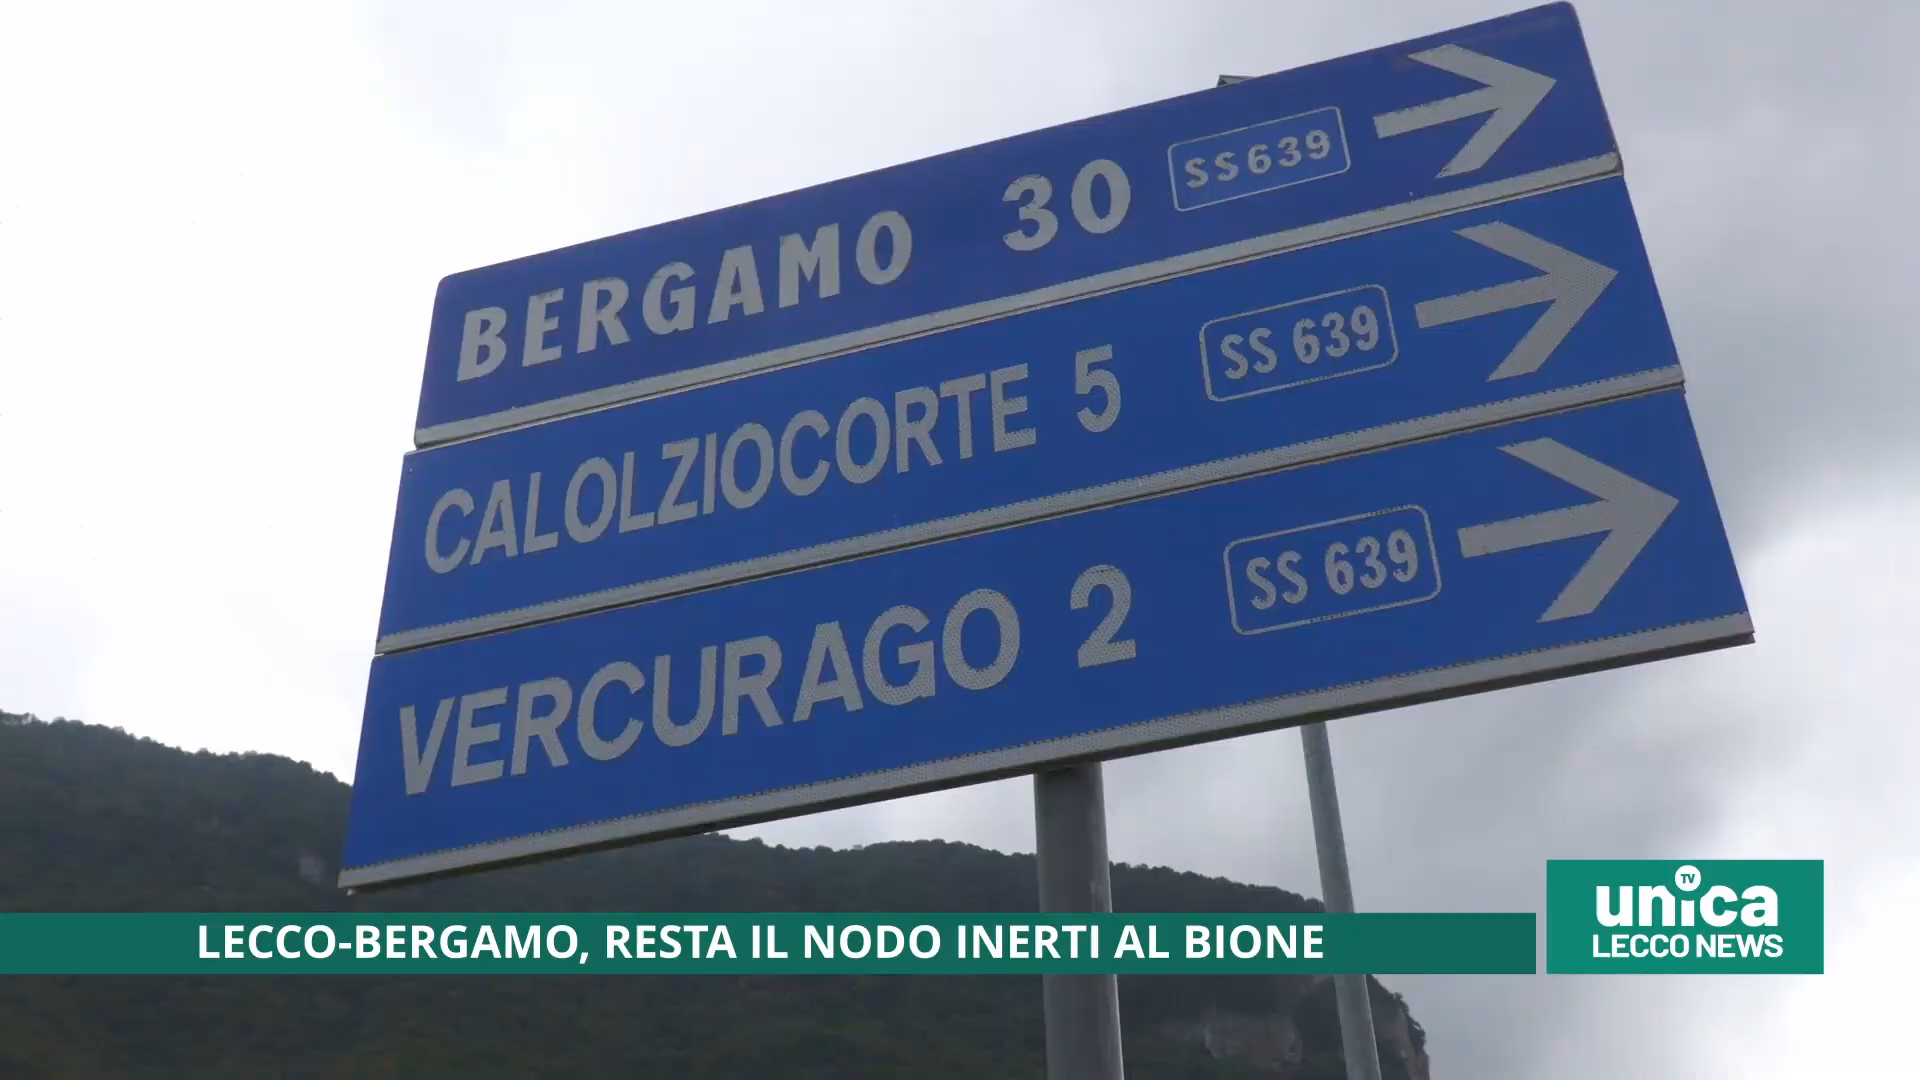 BERGAMO 30 SS639
CALOLZIOCORTE 5 SS 639
VERCURAGO 2 SS 639
LECCO-BERGAMO, RESTA IL NODO INERTI AL BIONE
unica TV
LECCO NEWS